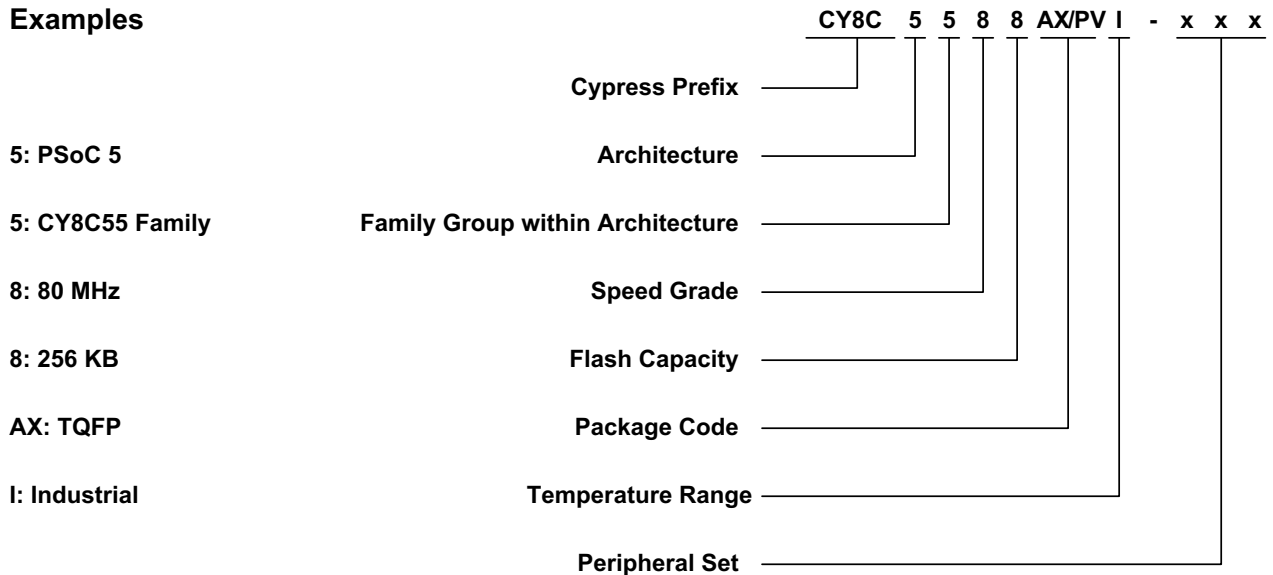 Examples CY8C 5 5 8 8 AX/PV I - x x x
Cypress Prefix
5: PSoC 5 Architecture
5: CY8C55 Family Family Group within Architecture
8: 80 MHz Speed Grade
8: 256 KB Flash Capacity
AX: TQFP Package Code
I: Industrial Temperature Range
Peripheral Set